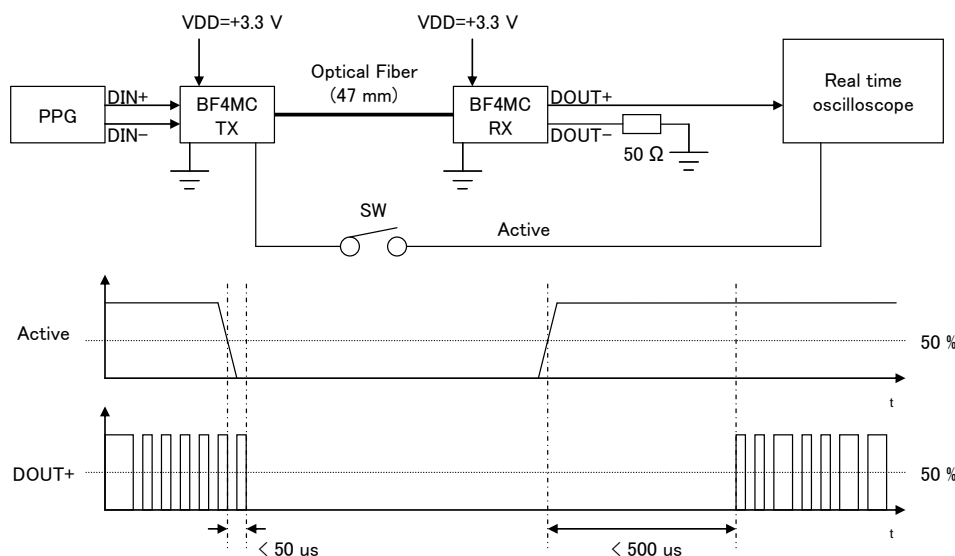 VDD=+3.3 V
VDD=+3.3 V
PPG
DIN+
DIN-
BF4MC
TX
Optical Fiber
(47 mm)
BF4MC
RX
DOUT+
DOUT-
50 Ω
Real time
oscilloscope
SW
Active
Active
50 %
t
DOUT+
50 %
t
< 50 us
< 500 us